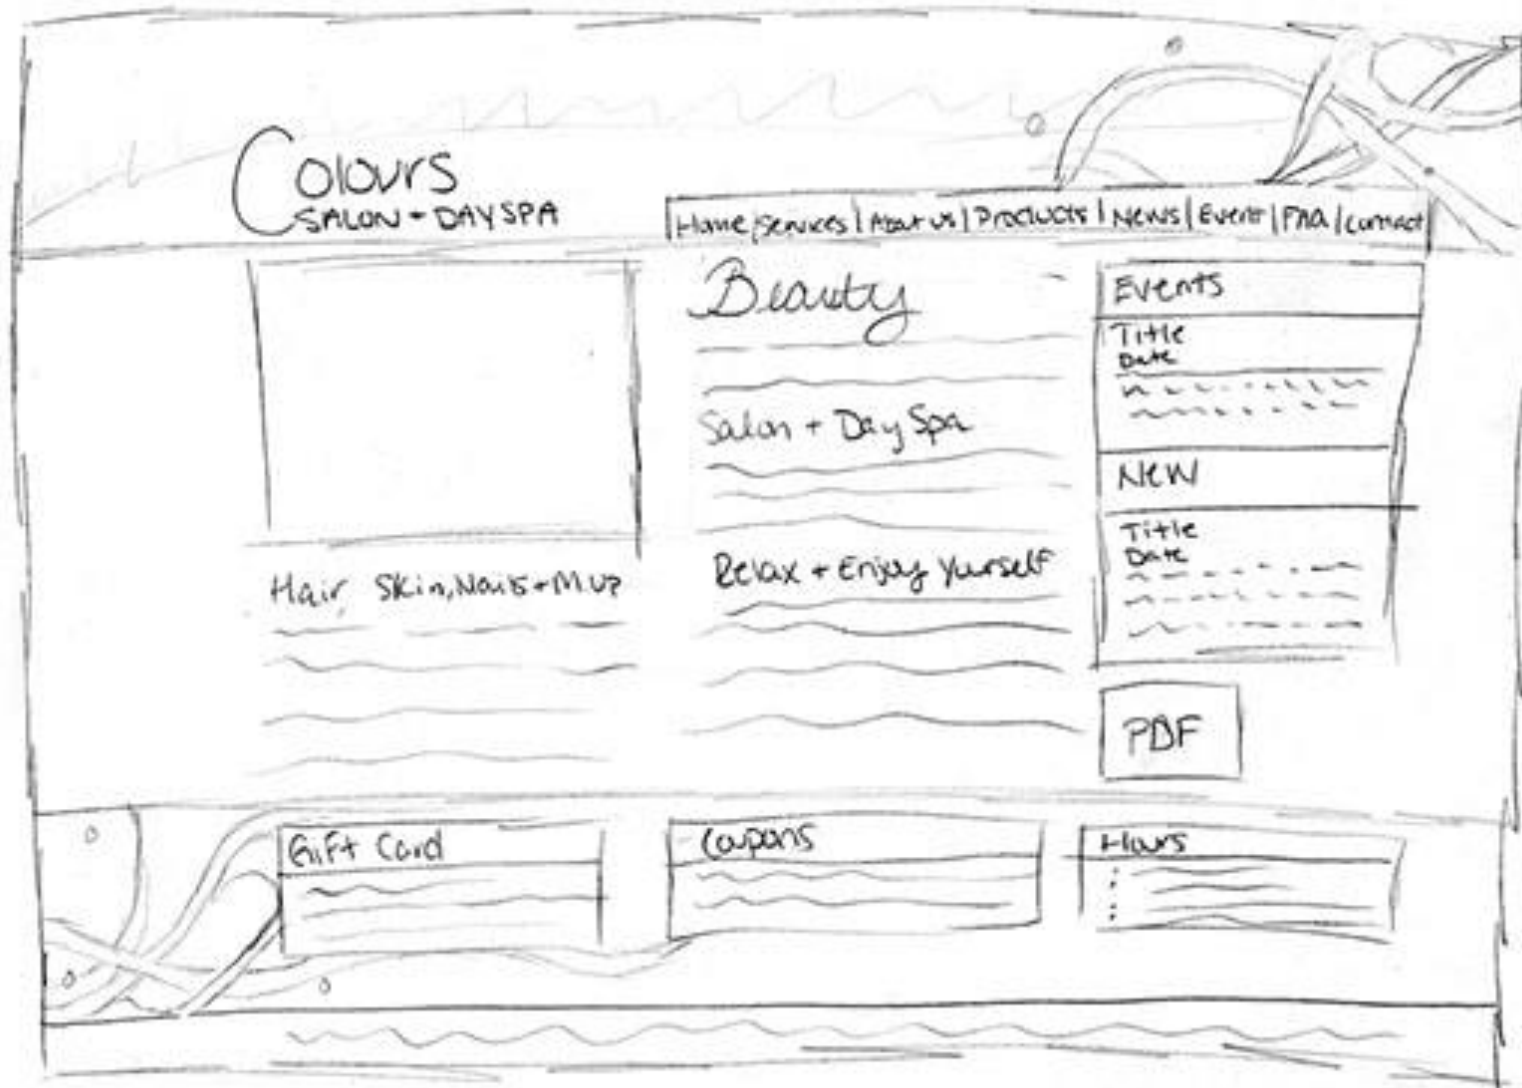 Colours
SALON + DAY SPA
Home | Services | About us | Products | News | Event | FAQ | Contact
Beauty
Salon + Day Spa
Relax + Enjoy Yourself
Hair, Skin, Nails + M.UP
Events
Title
Date
NEW
Title
Date
PDF
Gift Card
Coupons
Hours